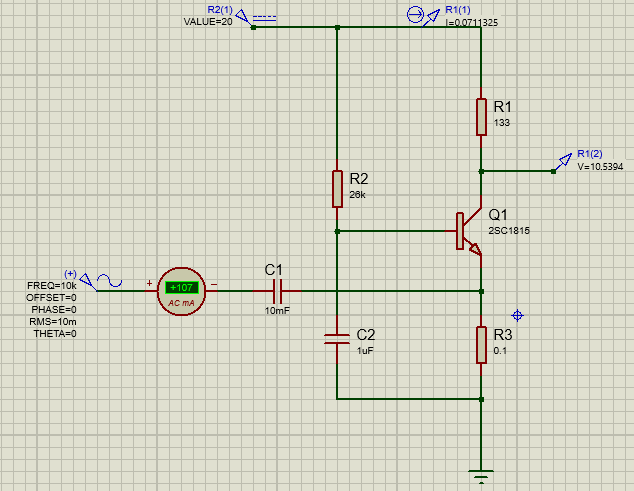 R2(1)
VALUE=20
R1(1)
I=0.0711325
R1
133
R1(2)
V=10.5394
R2
26k
Q1
2SC1815
(+)
FREQ=10k
OFFSET=0
PHASE=0
RMS=10m
THETA=0
+
+107
AC mA
−
C1
10mF
C2
1uF
R3
0.1